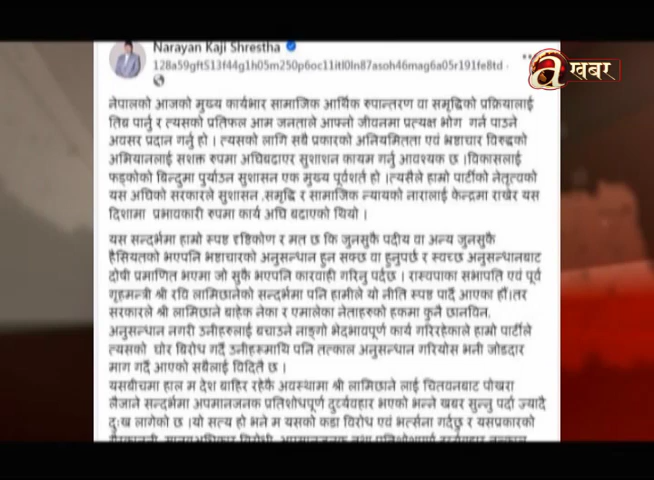 Narayan Kaji Shrestha
128a59gft513f44g1h05m250p6oc11itl0ln87asoh46mag6a05r191fe8td ·
a खबर
नेपालको आजको मुख्य कार्यभार सामाजिक आर्थिक रुपान्तरण वा समृद्धिको प्रक्रियालाई
तिब्र पार्नु र त्यसको प्रतिफल आम जनताले आफ्नो जीवनमा प्रत्यक्ष भोग गर्न पाउने
अवसर प्रदान गर्नु हो । त्यसको लागि सबै प्रकारको अनियमितता एवं भ्रष्टाचार विरुद्धको
अभियानलाई सशक्त रुपमा अघिबढाएर सुशाशन कायम गर्नु आवश्यक छ ।विकासलाई
फड्कोको बिन्दुमा पुर्याउन सुशासन एक मुख्य पूर्वशर्त हो ।त्यसैले हाम्रो पार्टीको नेतृत्वको
यस अघिको सरकारले सुशासन ,समृद्धि र सामाजिक न्यायको नारालाई केन्द्रमा राखेर यस
दिशामा प्रभावकारी रुपमा कार्य अघि बढाएको थियो ।
यस सन्दर्भमा हाम्रो स्पष्ट दृष्टिकोण र मत छ कि जुनसुकै पदीय वा अन्य जुनसुकै
हैसियतको भएपनि भ्रष्टाचारको अनुसन्धान हुन सक्छ वा हुनुपर्छ र स्वच्छ अनुसन्धानबाट
दोषी प्रमाणित भएमा जो सुकै भएपनि कारवाही गरिनु पर्दछ । रास्वपाका सभापति एवं पूर्व
गृहमन्त्री श्री रवि लामिछानेको सन्दर्भमा पनि हामीले यो नीति स्पष्ट पार्दै आएका हौं।तर
सरकारले श्री लामिछाने बाहेक नेका र एमालेका नेताहरुको हकमा कुनै छानविन,
अनुसन्धान नगरी उनीहरुलाई बचाउने नाङ्गो भेदभावपूर्ण कार्य गरिरहेकाले हाम्रो पार्टीले
त्यसको घोर बिरोध गर्दै उनीहरूमाथि पनि तत्काल अनुसन्धान गरियोस भनी जोडदार
माग गर्दै आएको सबैलाई विदितै छ ।
यसबीचमा हाल म देश बाहिर रहेकै अवस्थामा श्री लामिछाने लाई चितवनबाट पोखरा
लैजाने सन्दर्भमा अपमानजनक प्रतिशोधपूर्ण दुर्व्यवहार भएको भन्ने खबर सुन्नु पर्दा ज्यादै
दुःख लागेको छ ।यो सत्य हो भने म यसको कडा विरोध एवं भर्त्सना गर्दछु र यसप्रकारको